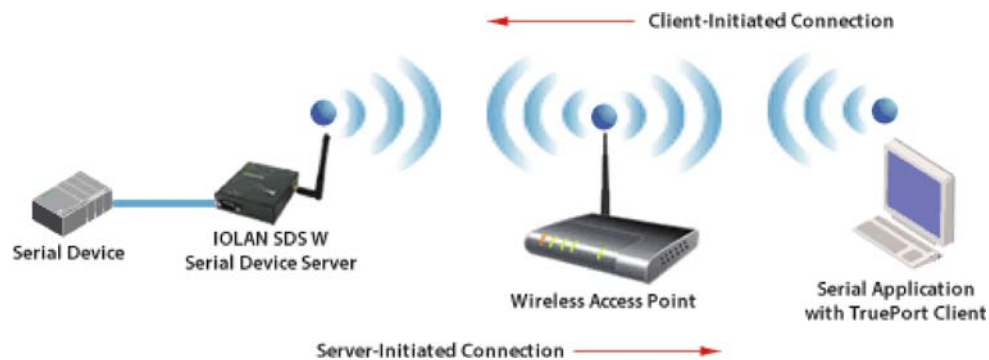 Client-Initiated Connection
Serial Device
IOLAN SDS W
Serial Device Server
Wireless Access Point
Serial Application
with TruePort Client
Server-Initiated Connection